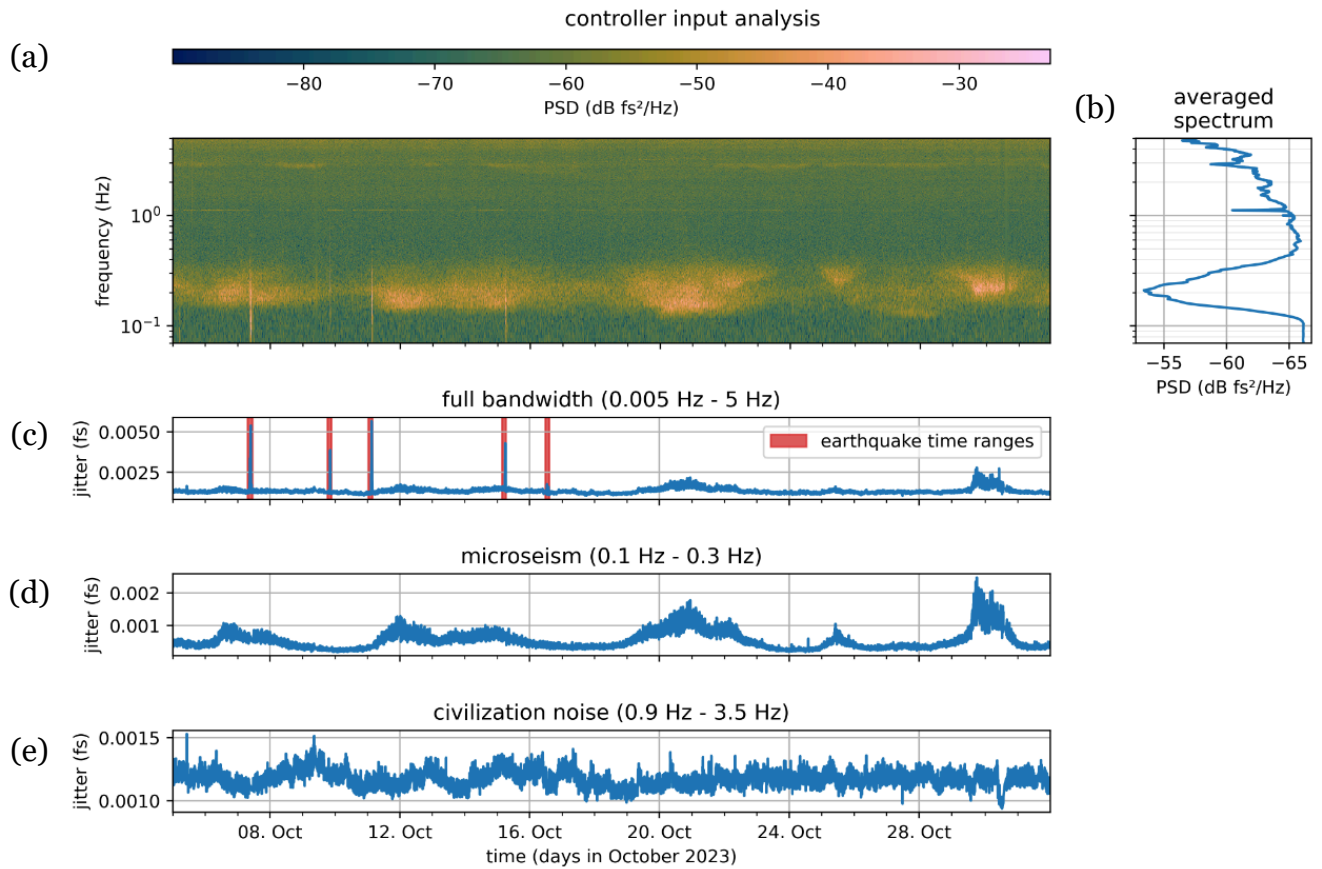 controller input analysis
(a)
−80 −70 −60 −50 −40 −30
PSD (dB fs²/Hz)
frequency (Hz)
10⁰
10⁻¹
(b)
averaged
spectrum
−55 −60 −65
PSD (dB fs²/Hz)
full bandwidth (0.005 Hz - 5 Hz)
(c)
jitter (fs)
0.0050
0.0025
earthquake time ranges
microseism (0.1 Hz - 0.3 Hz)
(d)
jitter (fs)
0.002
0.001
civilization noise (0.9 Hz - 3.5 Hz)
(e)
jitter (fs)
0.0015
0.0010
08. Oct 12. Oct 16. Oct 20. Oct 24. Oct 28. Oct
time (days in October 2023)